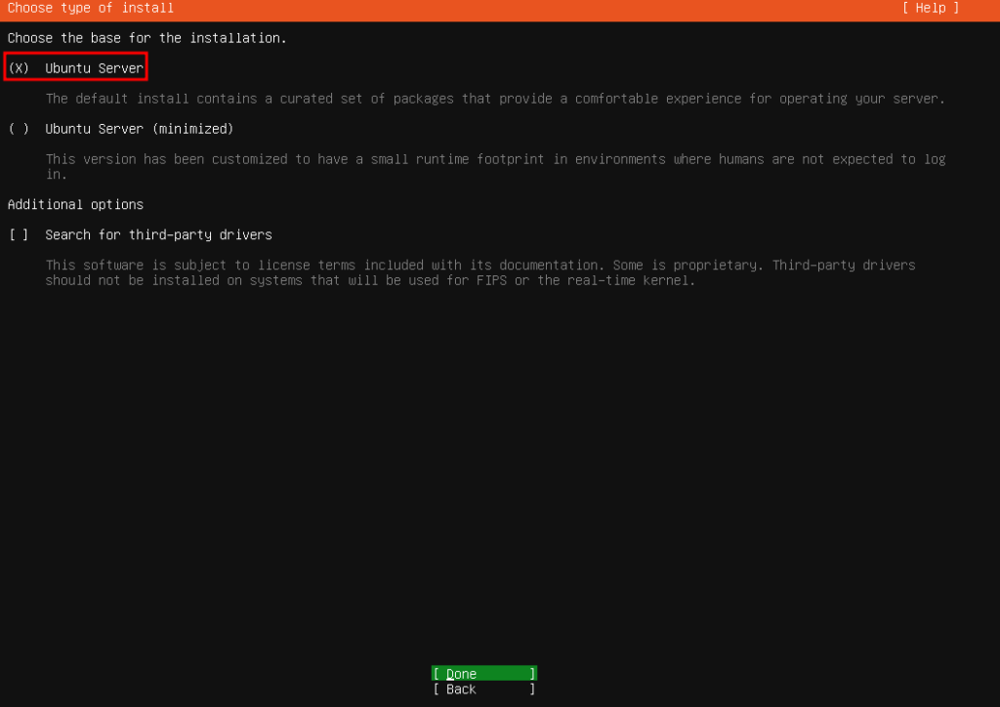 Choose type of install [ Help ]
Choose the base for the installation.
(X) Ubuntu Server
The default install contains a curated set of packages that provide a comfortable experience for operating your server.
( ) Ubuntu Server (minimized)
This version has been customized to have a small runtime footprint in environments where humans are not expected to log
in.
Additional options
[ ] Search for third-party drivers
This software is subject to license terms included with its documentation. Some is proprietary. Third-party drivers
should not be installed on systems that will be used for FIPS or the real-time kernel.
[ Done ]
[ Back ]